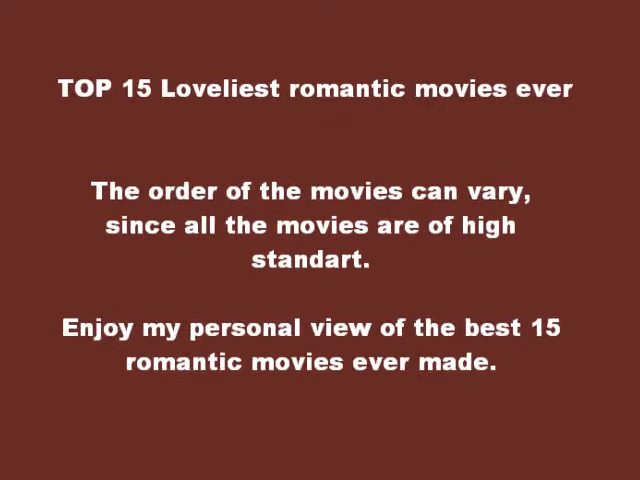 TOP 15 Loveliest romantic movies ever
The order of the movies can vary,
since all the movies are of high
standart.
Enjoy my personal view of the best 15
romantic movies ever made.